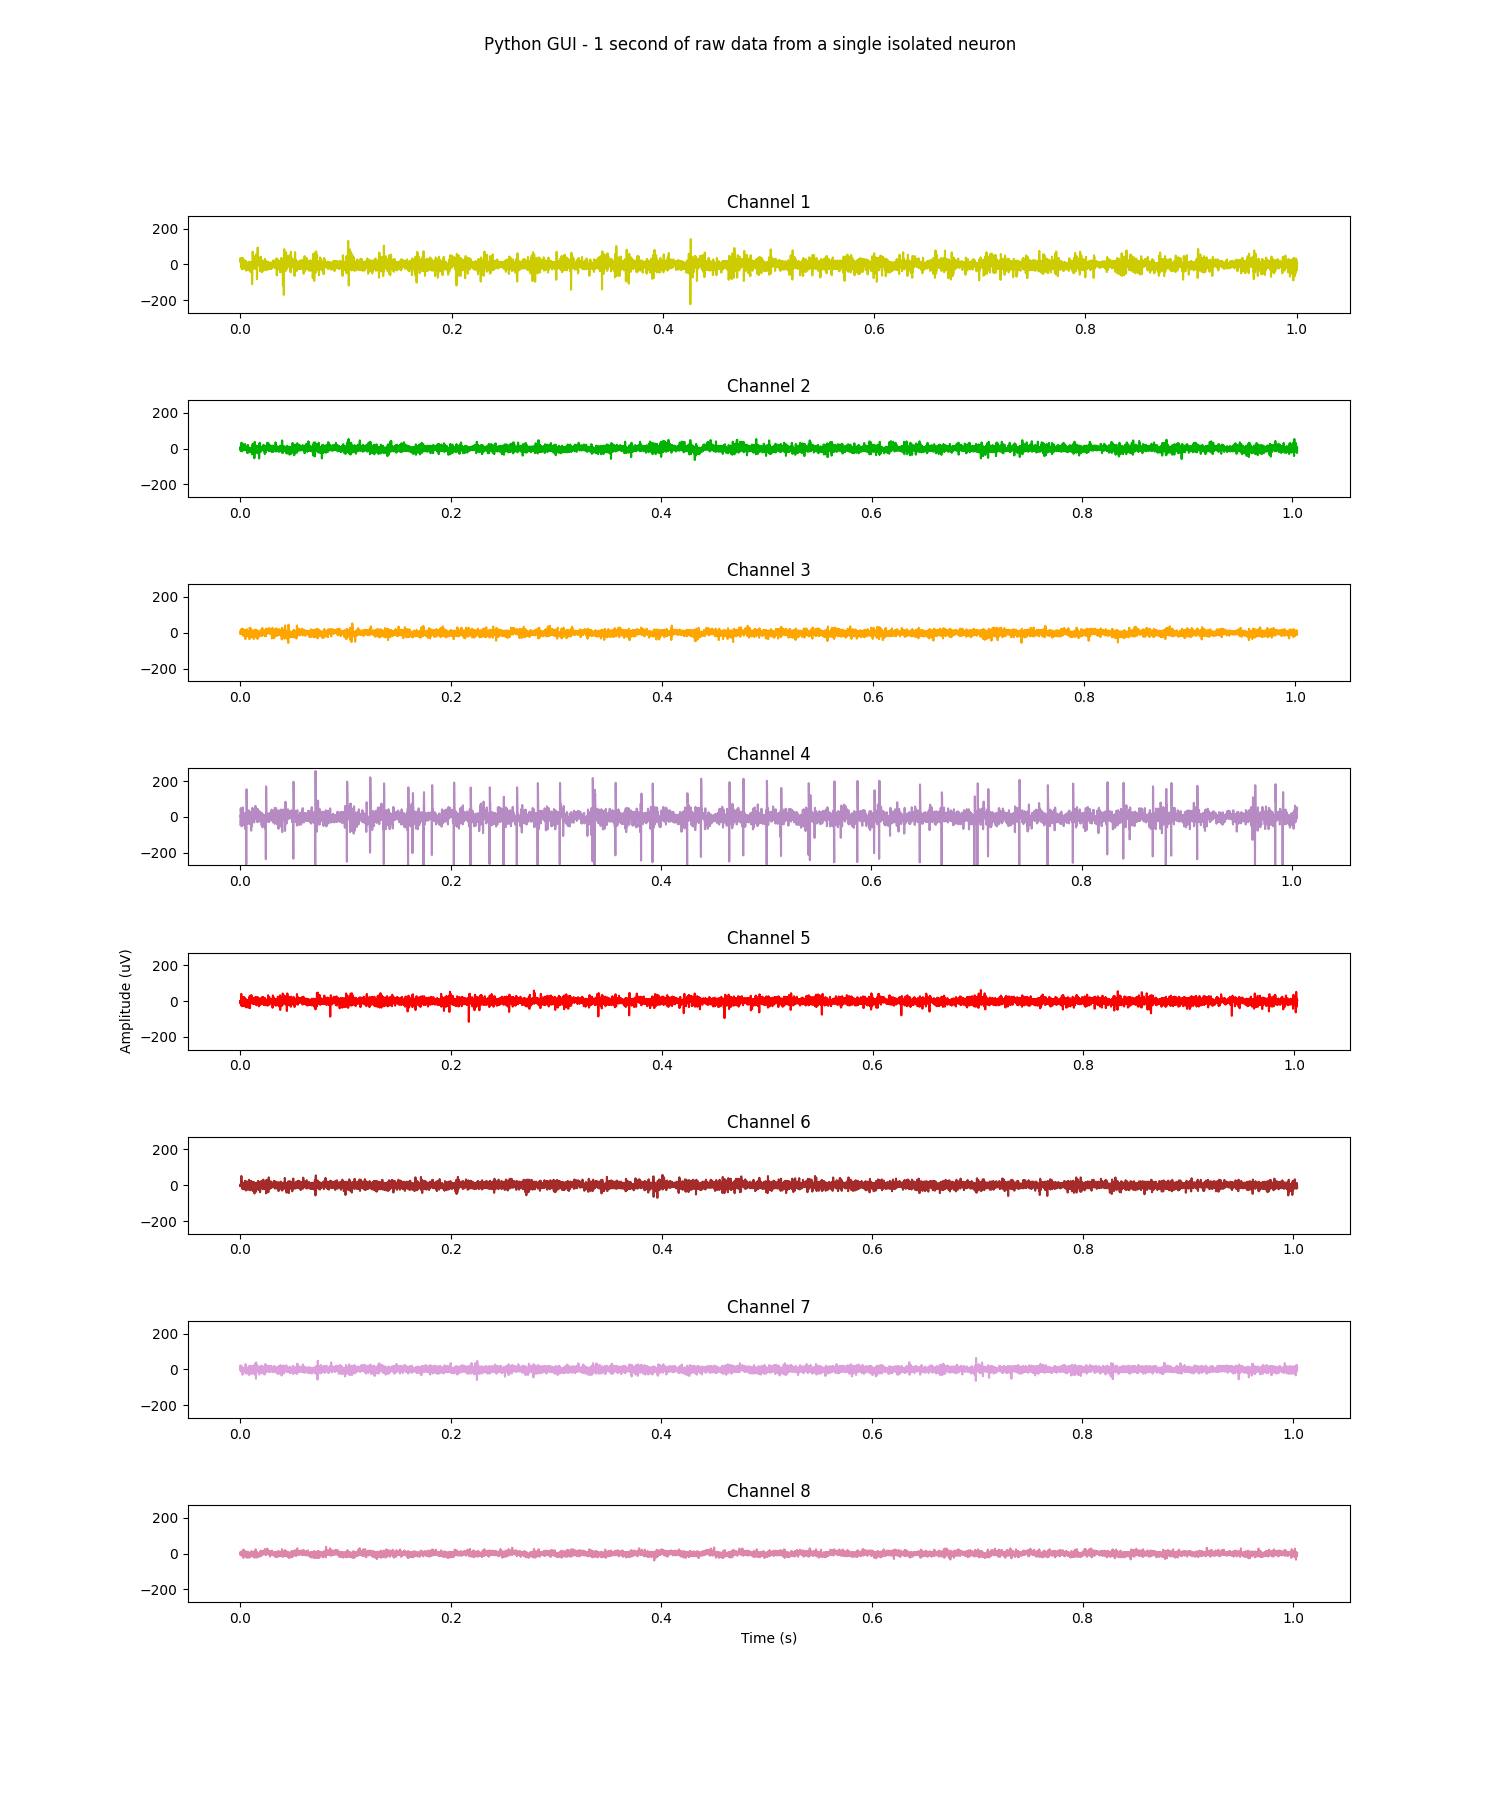 Python GUI - 1 second of raw data from a single isolated neuron
Channel 1
200
0
−200
0.0 0.2 0.4 0.6 0.8 1.0
Channel 2
200
0
−200
0.0 0.2 0.4 0.6 0.8 1.0
Channel 3
200
0
−200
0.0 0.2 0.4 0.6 0.8 1.0
Channel 4
200
0
−200
0.0 0.2 0.4 0.6 0.8 1.0
Channel 5
200
0
−200
Amplitude (uV)
0.0 0.2 0.4 0.6 0.8 1.0
Channel 6
200
0
−200
0.0 0.2 0.4 0.6 0.8 1.0
Channel 7
200
0
−200
0.0 0.2 0.4 0.6 0.8 1.0
Channel 8
200
0
−200
0.0 0.2 0.4 0.6 0.8 1.0
Time (s)